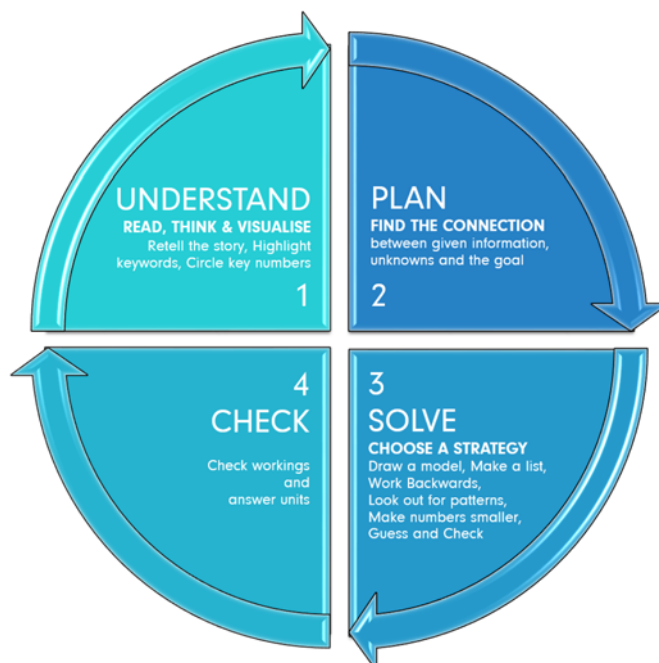 UNDERSTAND
READ, THINK & VISUALISE
Retell the story, Highlight
keywords, Circle key numbers
1
PLAN
FIND THE CONNECTION
between given information,
unknowns and the goal
2
3
SOLVE
CHOOSE A STRATEGY
Draw a model, Make a list,
Work Backwards,
Look out for patterns,
Make numbers smaller,
Guess and Check
4
CHECK
Check workings
and
answer units